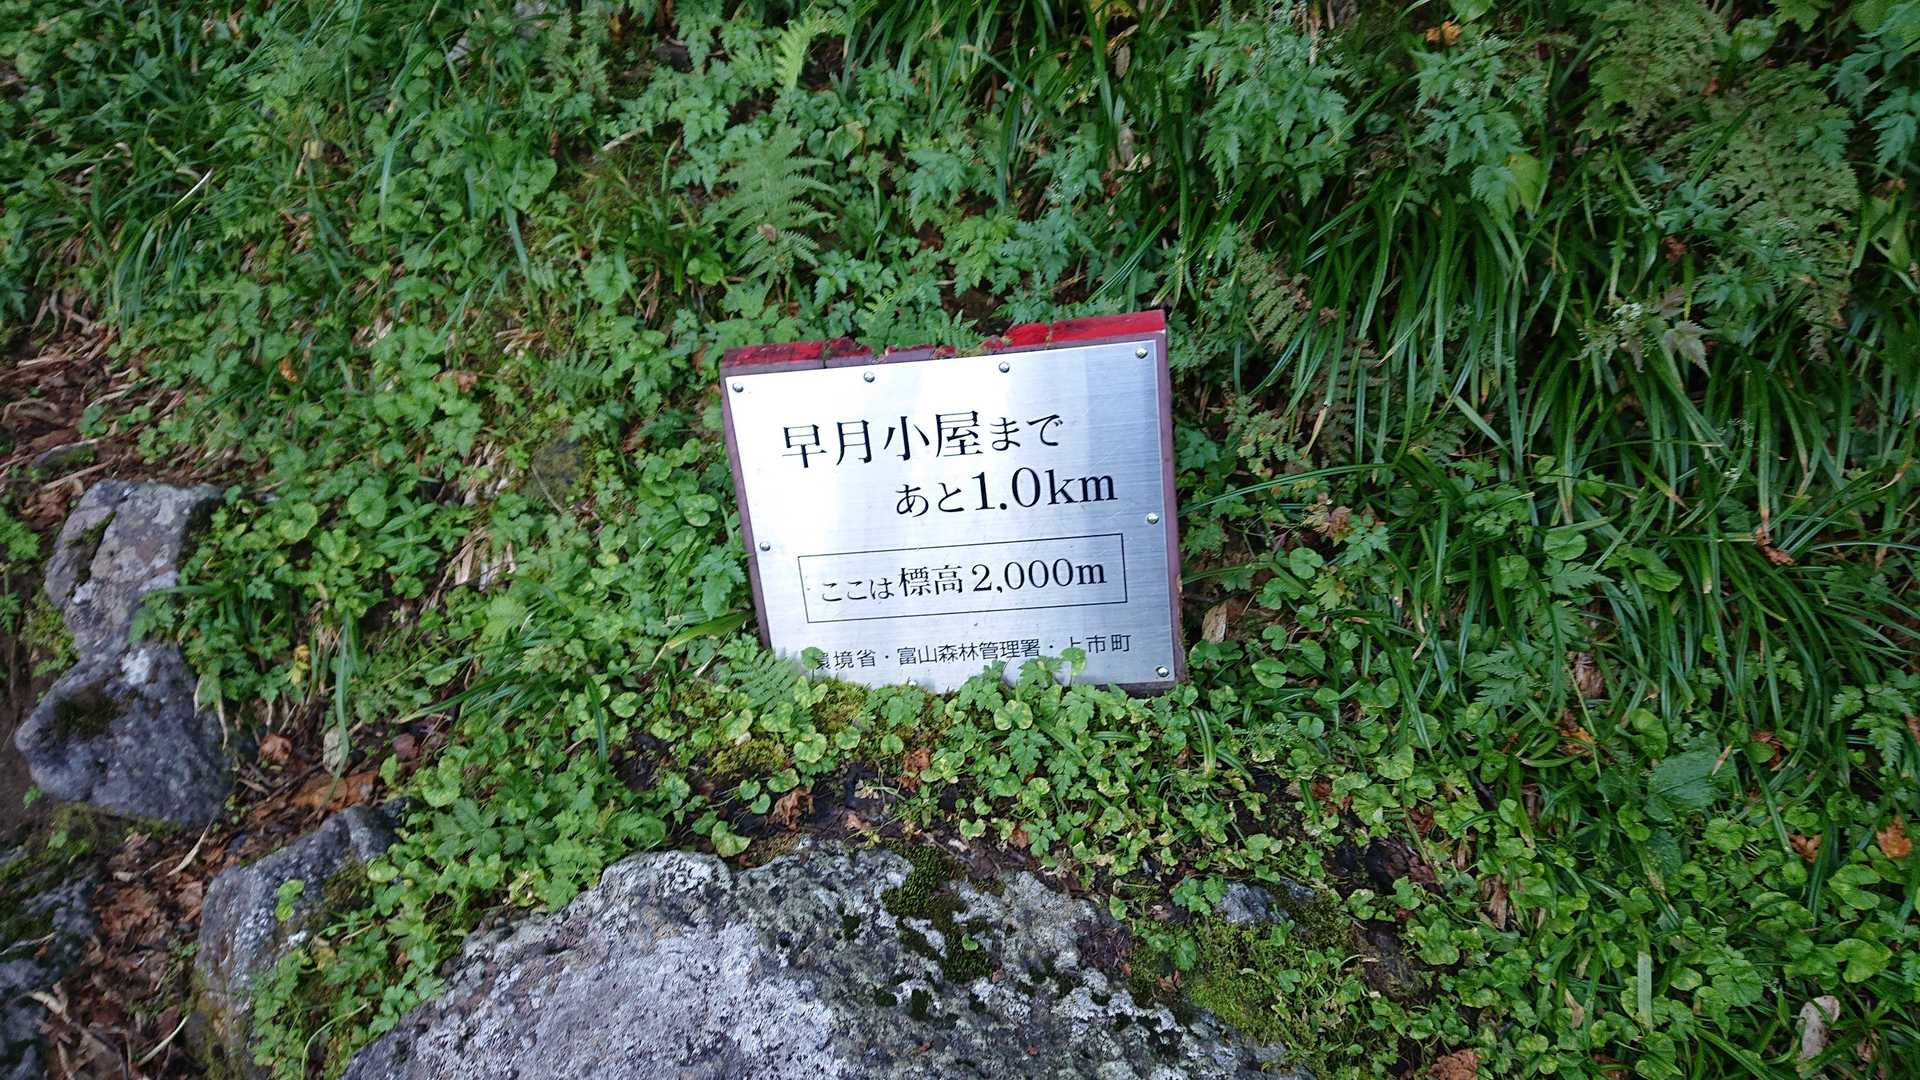 早月小屋まで
あと1.0km
ここは標高2,000m
環境省・富山森林管理署・上市町